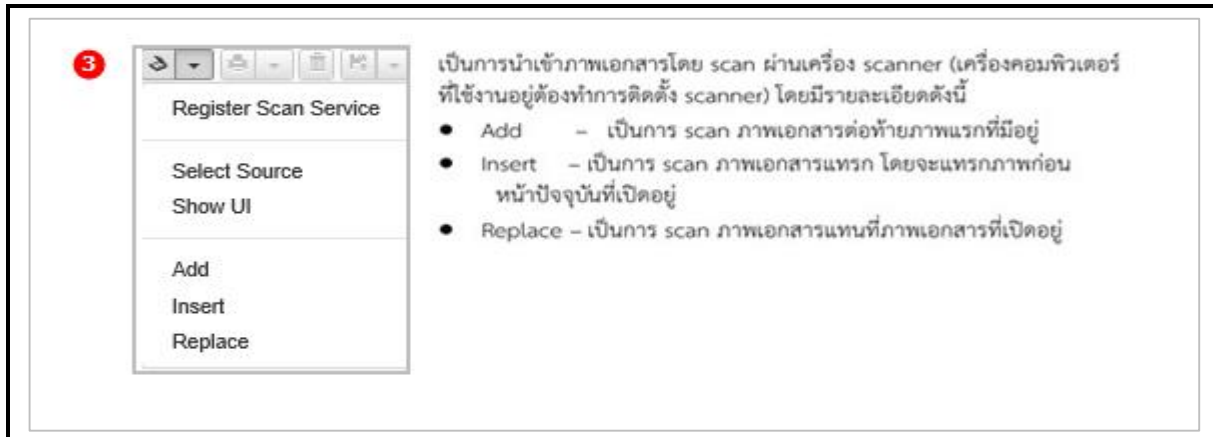 3
Register Scan Service
Select Source
Show UI
Add
Insert
Replace
เป็นการนำเข้าภาพเอกสารโดย scan ผ่านเครื่อง scanner (เครื่องคอมพิวเตอร์
ที่ใช้งานอยู่ต้องทำการติดตั้ง scanner) โดยมีรายละเอียดดังนี้
● Add – เป็นการ scan ภาพเอกสารต่อท้ายภาพแรกที่มีอยู่
● Insert – เป็นการ scan ภาพเอกสารแทรก โดยจะแทรกภาพก่อน
หน้าปัจจุบันที่เปิดอยู่
● Replace – เป็นการ scan ภาพเอกสารแทนที่ภาพเอกสารที่เปิดอยู่